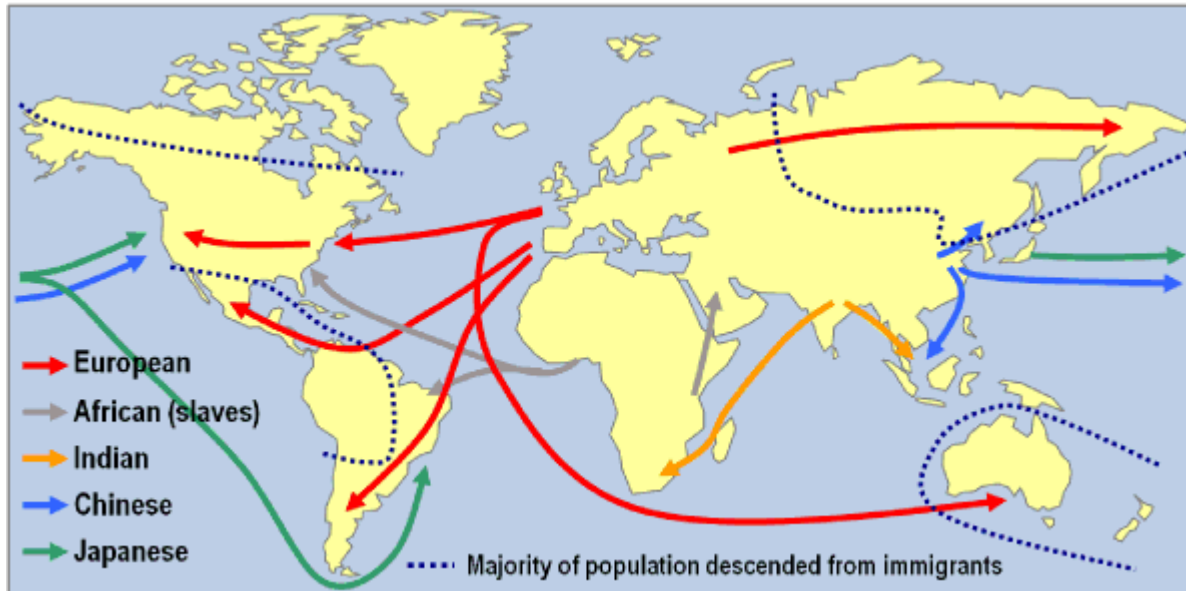 European
African (slaves)
Indian
Chinese
Japanese
Majority of population descended from immigrants